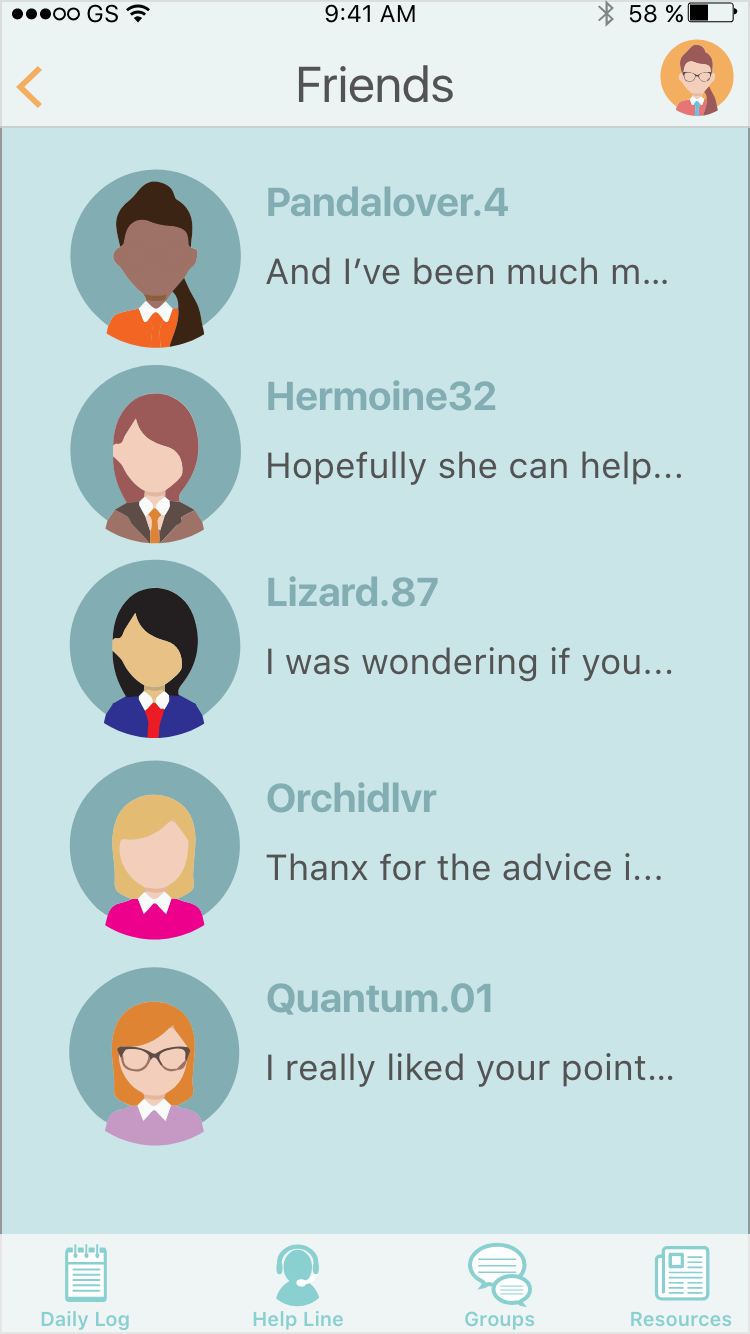 GS 9:41 AM 58 %
Friends
Pandalover.4
And I’ve been much m...
Hermoine32
Hopefully she can help...
Lizard.87
I was wondering if you...
Orchidlvr
Thanx for the advice i...
Quantum.01
I really liked your point...
Daily Log Help Line Groups Resources